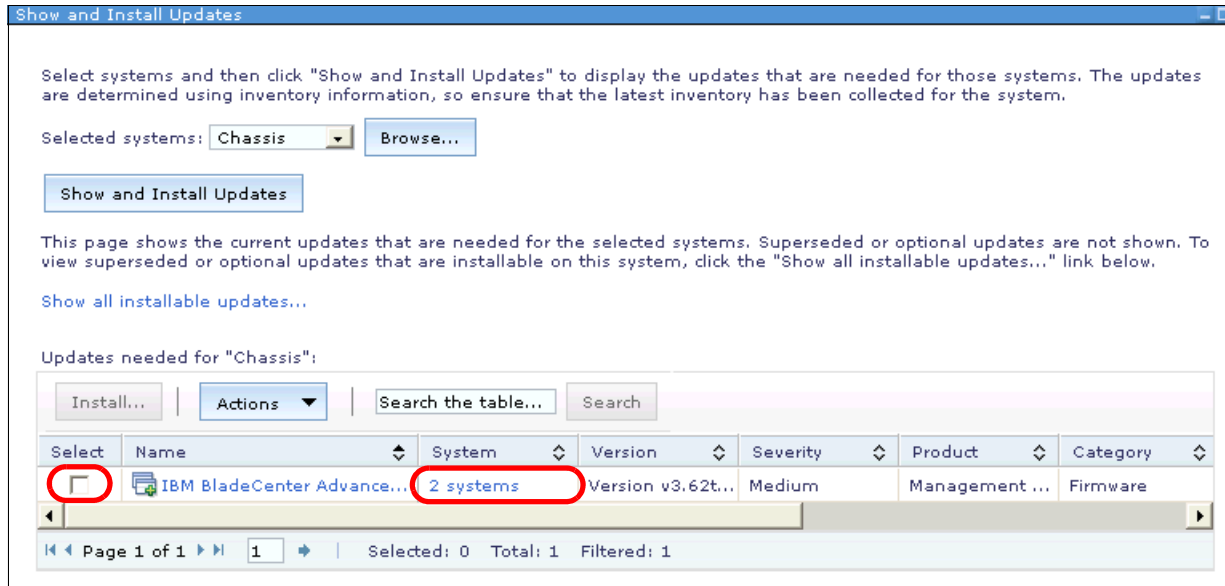 Show and Install Updates
Select systems and then click "Show and Install Updates" to display the updates that are needed for those systems. The updates
are determined using inventory information, so ensure that the latest inventory has been collected for the system.
Selected systems: Chassis Browse...
Show and Install Updates
This page shows the current updates that are needed for the selected systems. Superseded or optional updates are not shown. To
view superseded or optional updates that are installable on this system, click the "Show all installable updates..." link below.
Show all installable updates...
Updates needed for "Chassis":
Install... | Actions | Search the table... Search
Select Name System Version Severity Product Category
IBM BladeCenter Advance... 2 systems Version v3.62t... Medium Management ... Firmware
Page 1 of 1 1 | Selected: 0 Total: 1 Filtered: 1